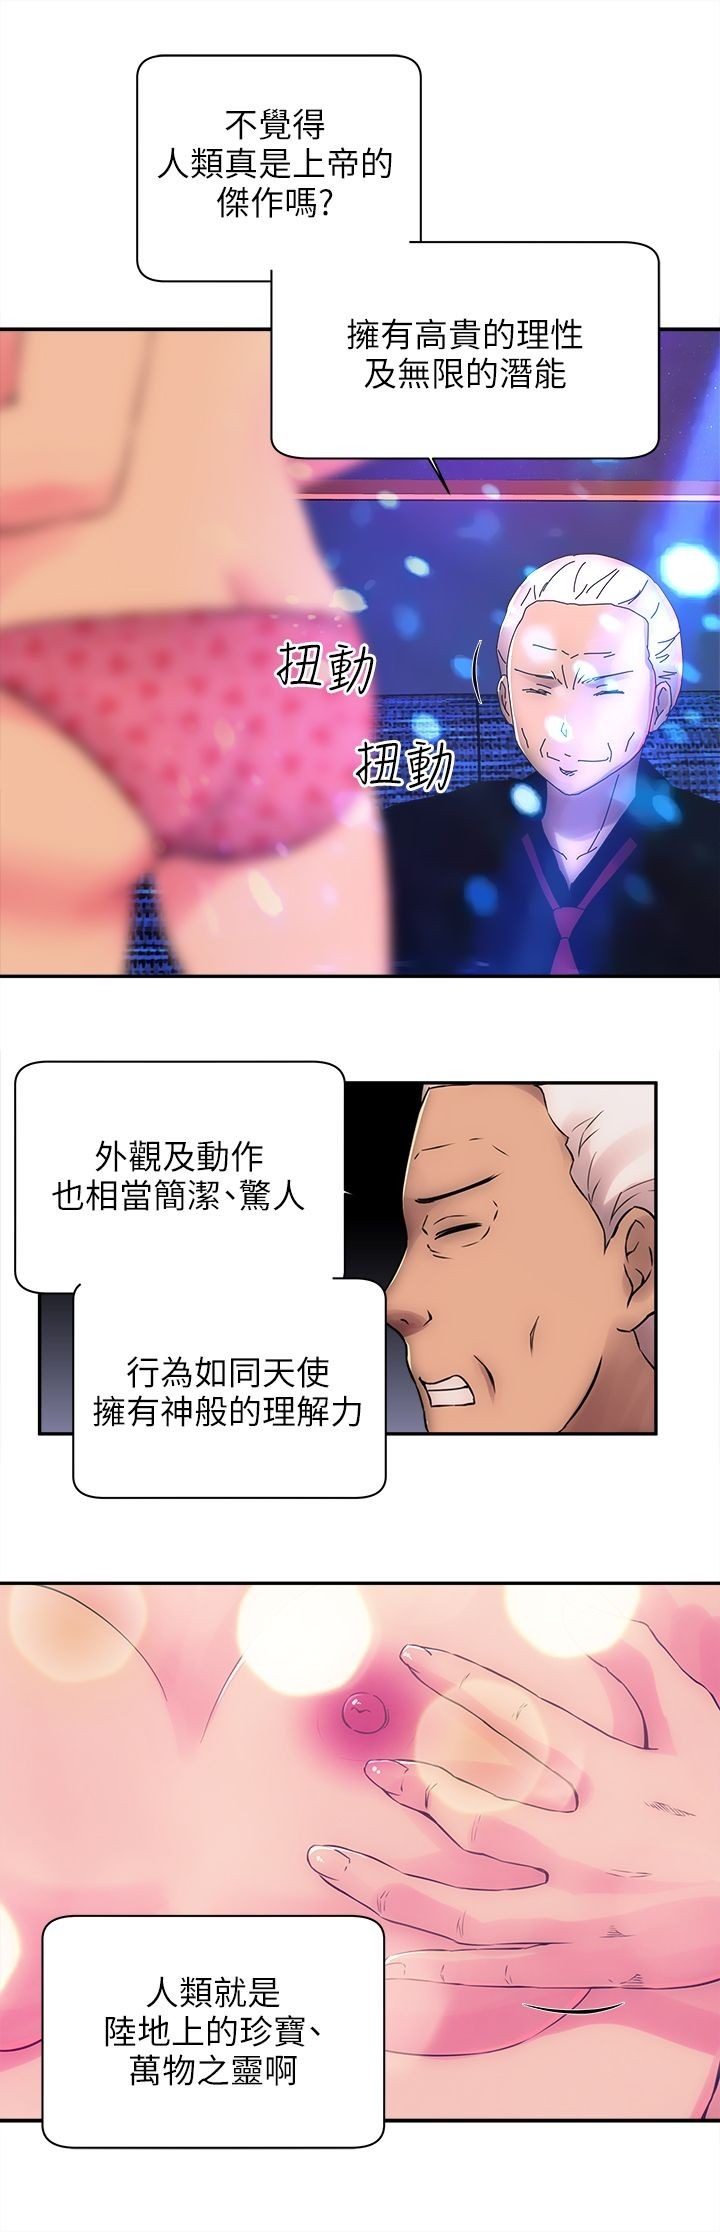 不覺得
人類真是上帝的
傑作嗎?
擁有高貴的理性
及無限的潛能
扭動
扭動
外觀及動作
也相當簡潔、驚人
行為如同天使
擁有神般的理解力
人類就是
陸地上的珍寶、
萬物之靈啊